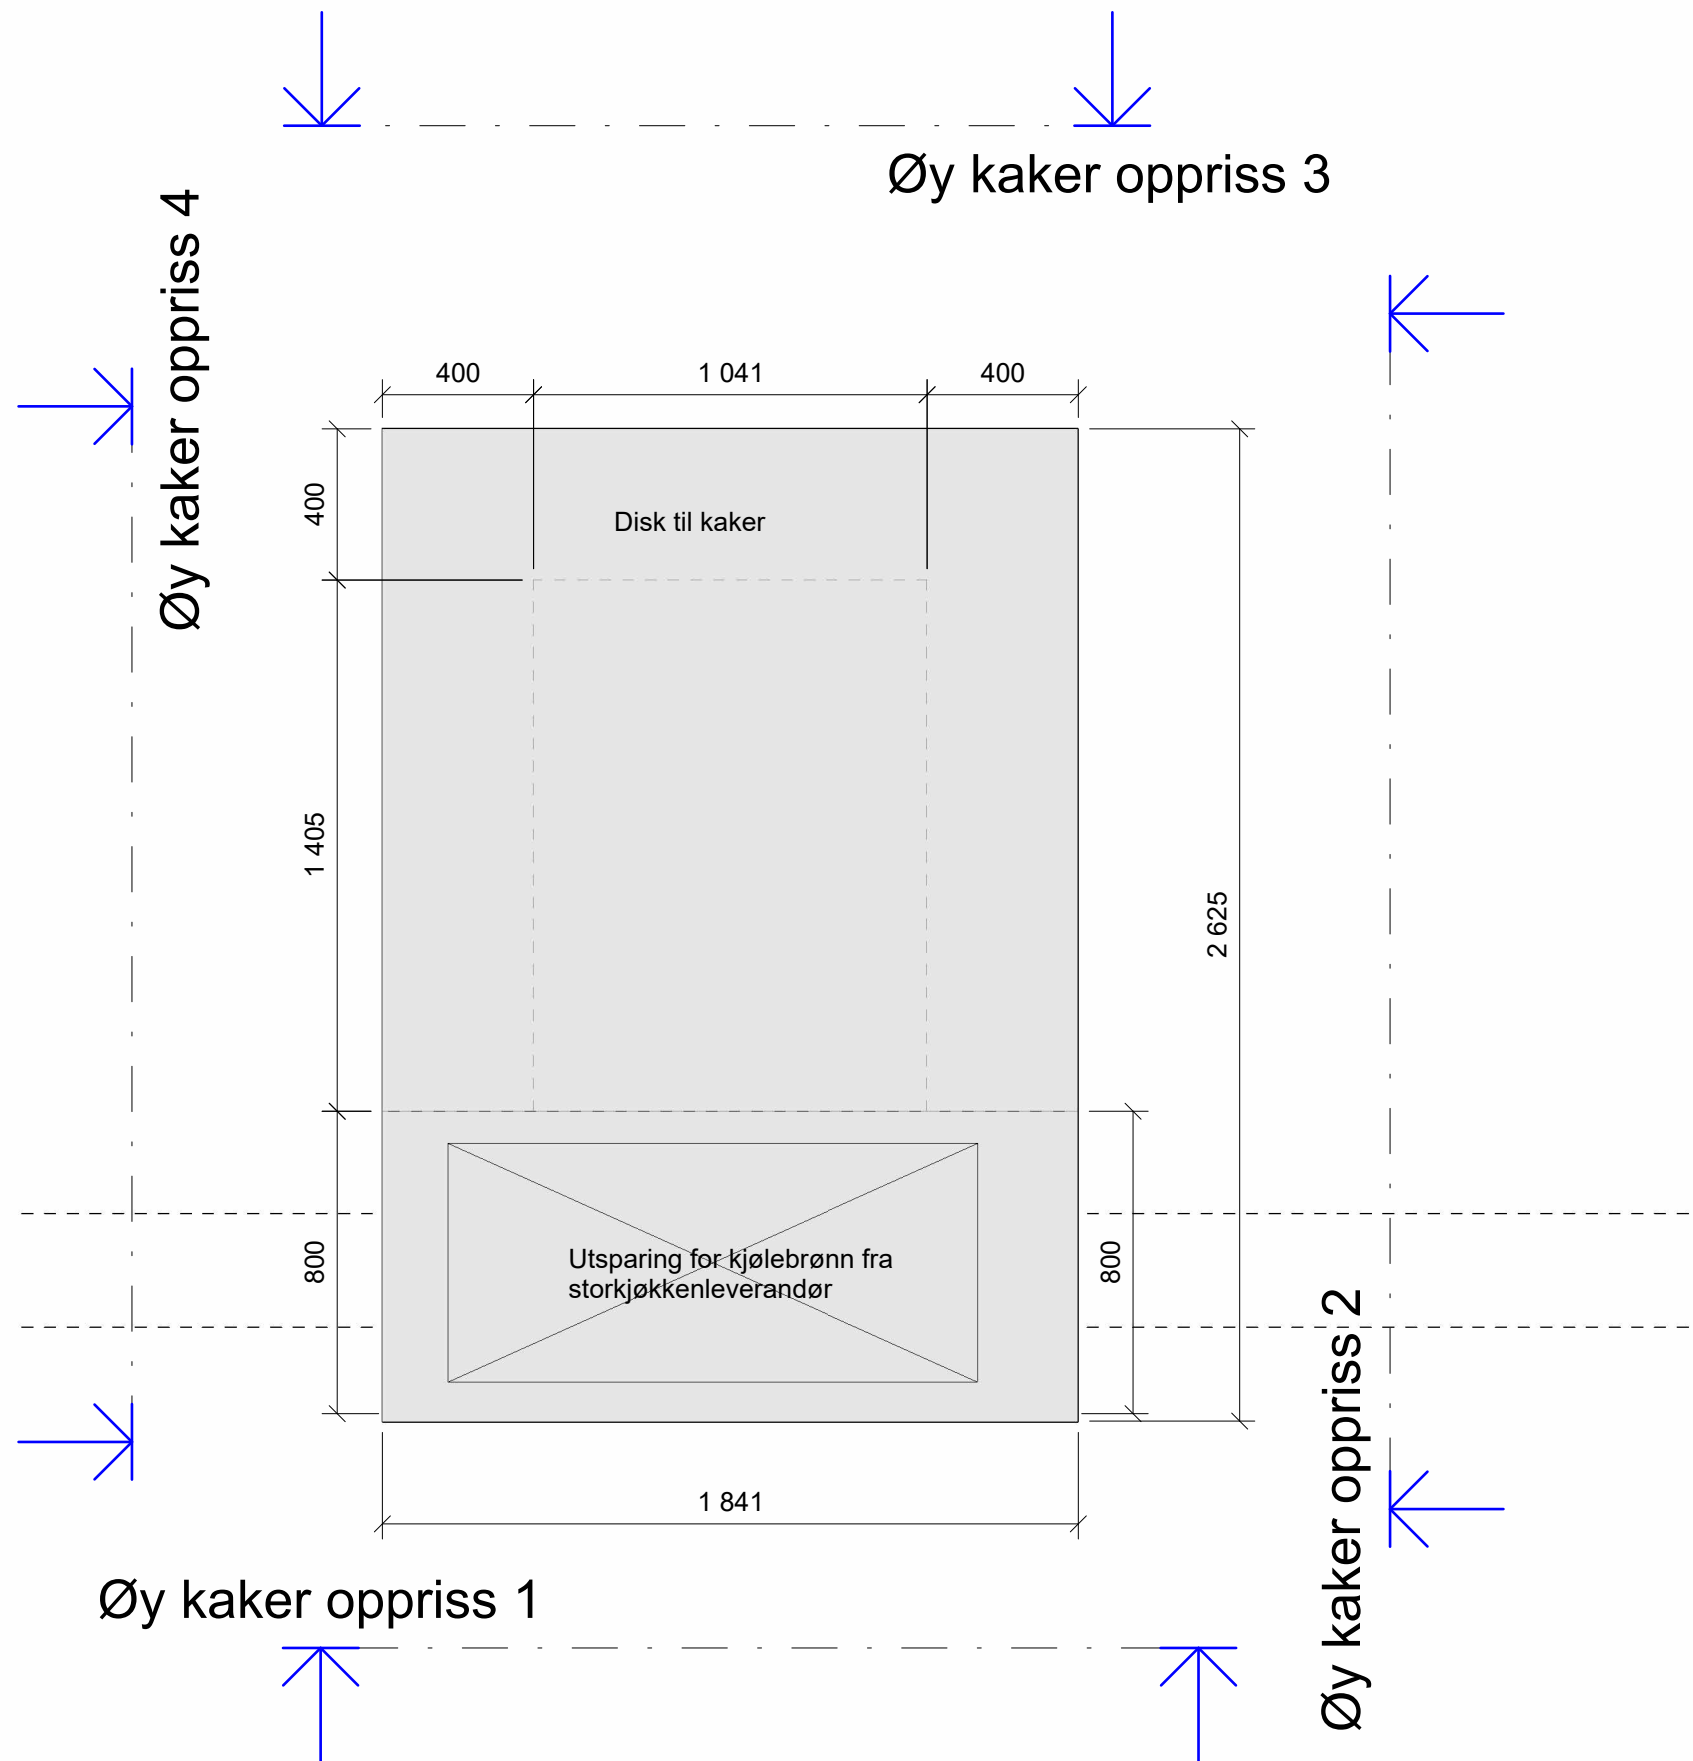 Øy kaker oppriss 3
Øy kaker oppriss 4
400
1 041
400
400
Disk til kaker
1 405
2 625
800
Utsparing for kjølebrønn fra
storkjøkkenleverandør
800
1 841
Øy kaker oppriss 2
Øy kaker oppriss 1